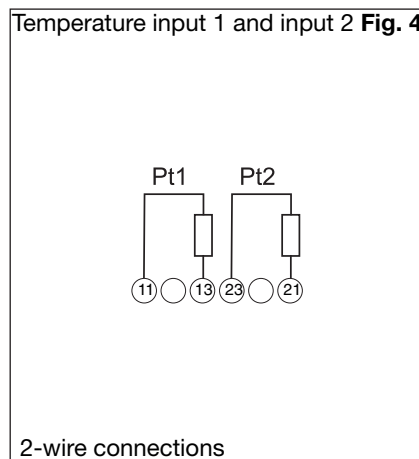 Temperature input 1 and input 2 Fig. 4
Pt1 Pt2
11 13 23 21
2-wire connections